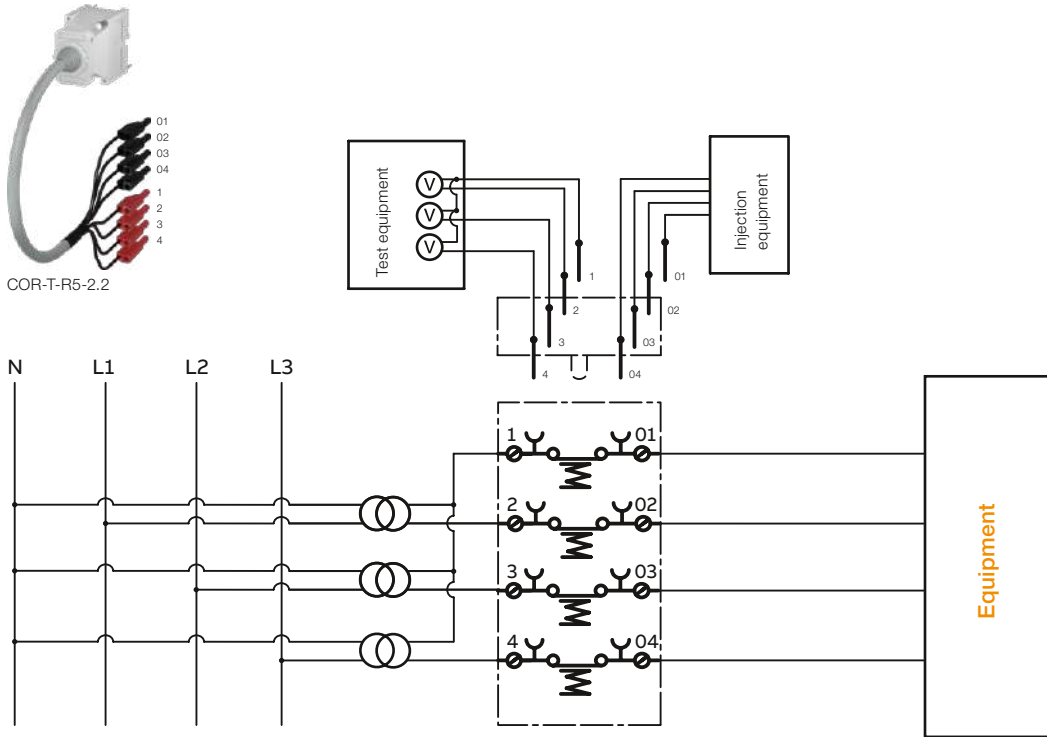 01
02
03
04
1
2
3
4
COR-T-R5-2.2
Test equipment
V
V
V
Injection
equipment
1
01
2
02
3
03
4
04
N
L1
L2
L3
1
01
2
02
3
03
4
04
Equipment